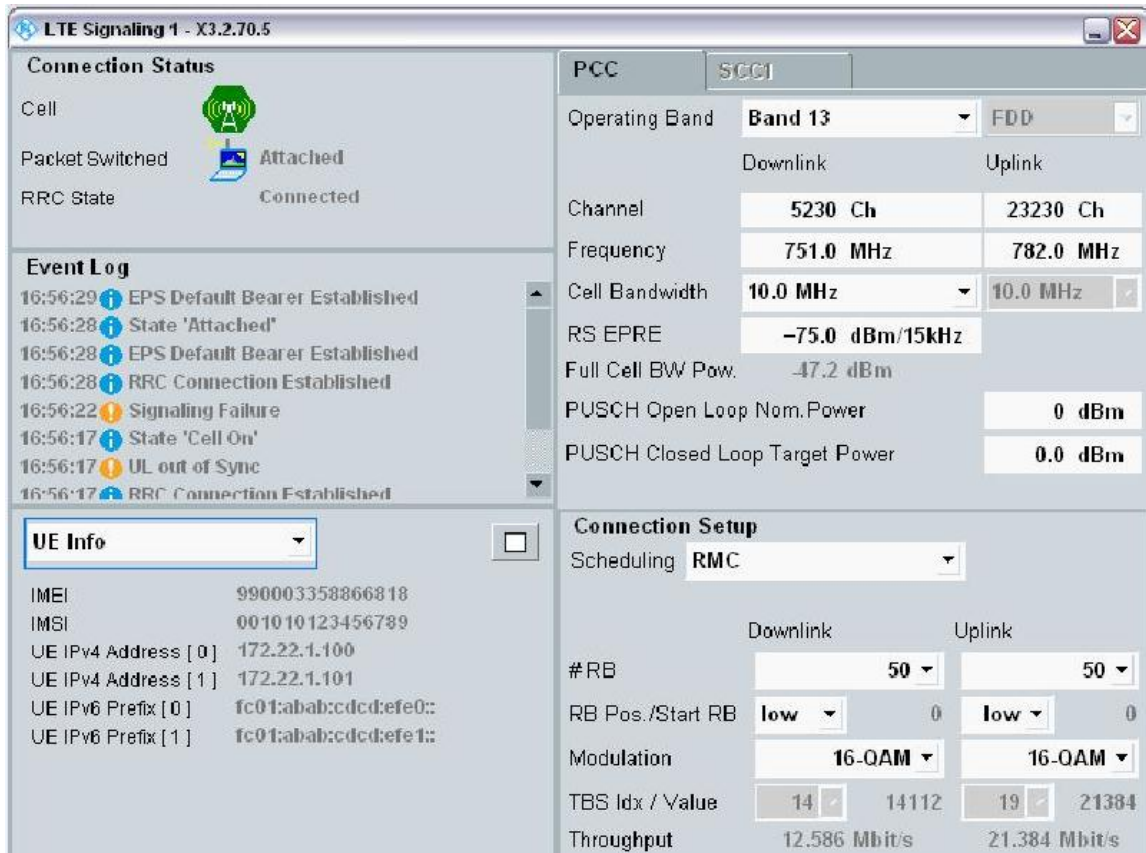 LTE Signaling 1 - X3.2.70.5
Connection Status
Cell
Packet Switched Attached
RRC State Connected
Event Log
16:56:29 EPS Default Bearer Established
16:56:28 State 'Attached'
16:56:28 EPS Default Bearer Established
16:56:28 RRC Connection Established
16:56:22 Signaling Failure
16:56:17 State 'Cell On'
16:56:17 UL out of Sync
16:56:17 RRC Connection Established
UE Info
IMEI 990003358866818
IMSI 001010123456789
UE IPv4 Address [ 0 ] 172.22.1.100
UE IPv4 Address [ 1 ] 172.22.1.101
UE IPv6 Prefix [ 0 ] fc01:abab:cdcd:efe0::
UE IPv6 Prefix [ 1 ] fc01:abab:cdcd:efe1::
PCC SCC1
Operating Band Band 13 FDD
Downlink Uplink
Channel 5230 Ch 23230 Ch
Frequency 751.0 MHz 782.0 MHz
Cell Bandwidth 10.0 MHz 10.0 MHz
RS EPRE -75.0 dBm/15kHz
Full Cell BW Pow. -47.2 dBm
PUSCH Open Loop Nom.Power 0 dBm
PUSCH Closed Loop Target Power 0.0 dBm
Connection Setup
Scheduling RMC
Downlink Uplink
#RB 50 50
RB Pos./Start RB low 0 low 0
Modulation 16-QAM 16-QAM
TBS Idx / Value 14 14112 19 21384
Throughput 12.586 Mbit/s 21.384 Mbit/s